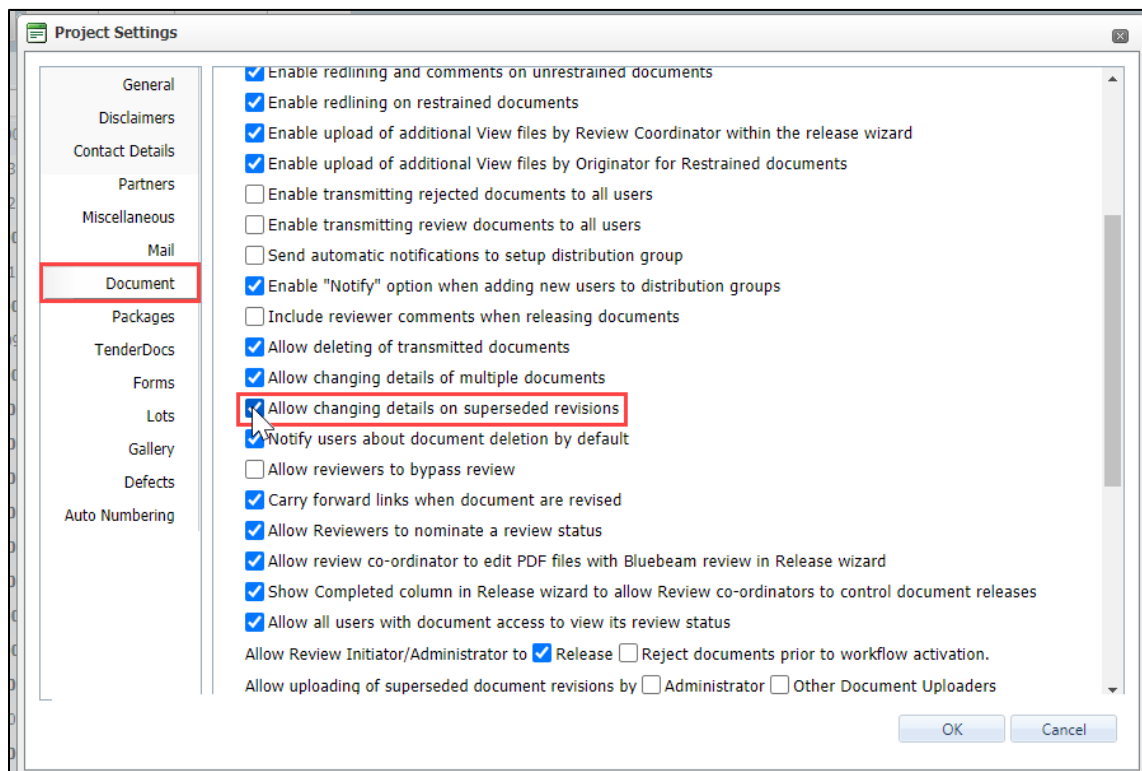 Project Settings
General
Disclaimers
Contact Details
Partners
Miscellaneous
Mail
Document
Packages
TenderDocs
Forms
Lots
Gallery
Defects
Auto Numbering
Enable redlining and comments on unrestrained documents
Enable redlining on restrained documents
Enable upload of additional View files by Review Coordinator within the release wizard
Enable upload of additional View files by Originator for Restrained documents
Enable transmitting rejected documents to all users
Enable transmitting review documents to all users
Send automatic notifications to setup distribution group
Enable "Notify" option when adding new users to distribution groups
Include reviewer comments when releasing documents
Allow deleting of transmitted documents
Allow changing details of multiple documents
Allow changing details on superseded revisions
Notify users about document deletion by default
Allow reviewers to bypass review
Carry forward links when document are revised
Allow Reviewers to nominate a review status
Allow review co-ordinator to edit PDF files with Bluebeam review in Release wizard
Show Completed column in Release wizard to allow Review co-ordinators to control document releases
Allow all users with document access to view its review status
Allow Review Initiator/Administrator to Release Reject documents prior to workflow activation.
Allow uploading of superseded document revisions by Administrator Other Document Uploaders
OK Cancel